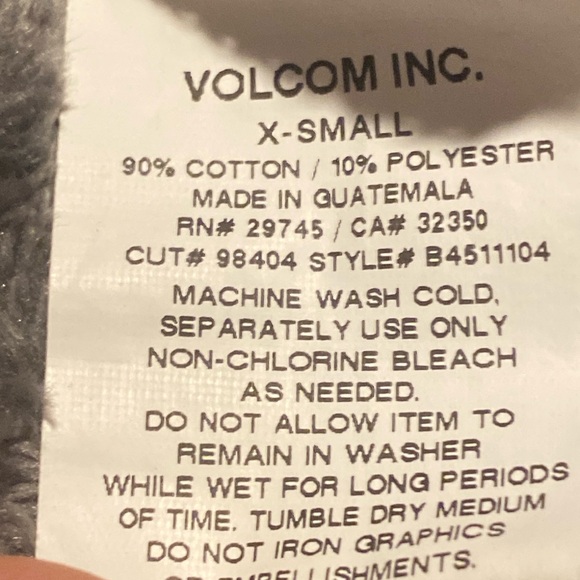 VOLCOM INC.
X-SMALL
90% COTTON / 10% POLYESTER
MADE IN GUATEMALA
RN# 29745 / CA# 32350
CUT# 98404 STYLE# B4511104
MACHINE WASH COLD,
SEPARATELY USE ONLY
NON-CHLORINE BLEACH
AS NEEDED.
DO NOT ALLOW ITEM TO
REMAIN IN WASHER
WHILE WET FOR LONG PERIODS
OF TIME. TUMBLE DRY MEDIUM
DO NOT IRON GRAPHICS
OR EMBELLISHMENTS.